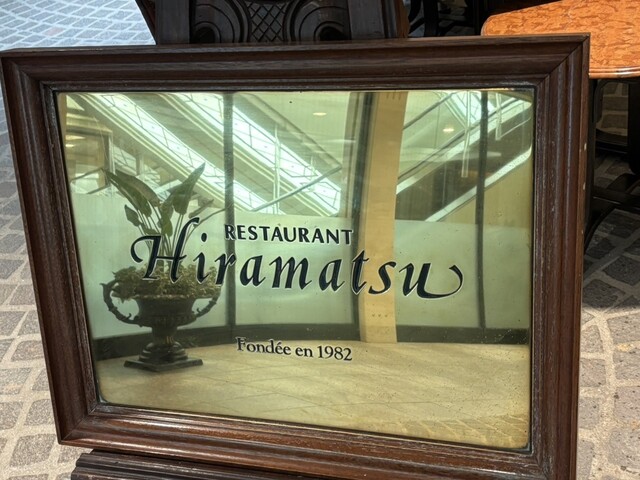 RESTAURANT
Hiramatsu
Fondée en 1982